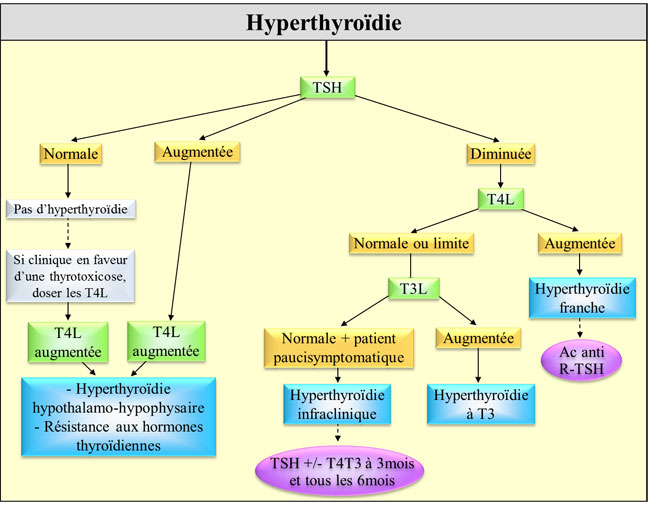 Hyperthyroïdie
TSH
Normale
Augmentée
Diminuée
Pas d'hyperthyroïdie
T4L
Si clinique en faveur
d'une thyrotoxicose,
doser les T4L
Normale ou limite
Augmentée
T3L
Hyperthyroïdie
franche
T4L
augmentée
T4L
augmentée
Normale + patient
paucisymptomatique
Augmentée
Ac anti
R-TSH
- Hyperthyroïdie
hypothalamo-hypophysaire
- Résistance aux hormones
thyroïdiennes
Hyperthyroïdie
infraclinique
Hyperthyroïdie
à T3
TSH +/- T4T3 à 3mois
et tous les 6mois